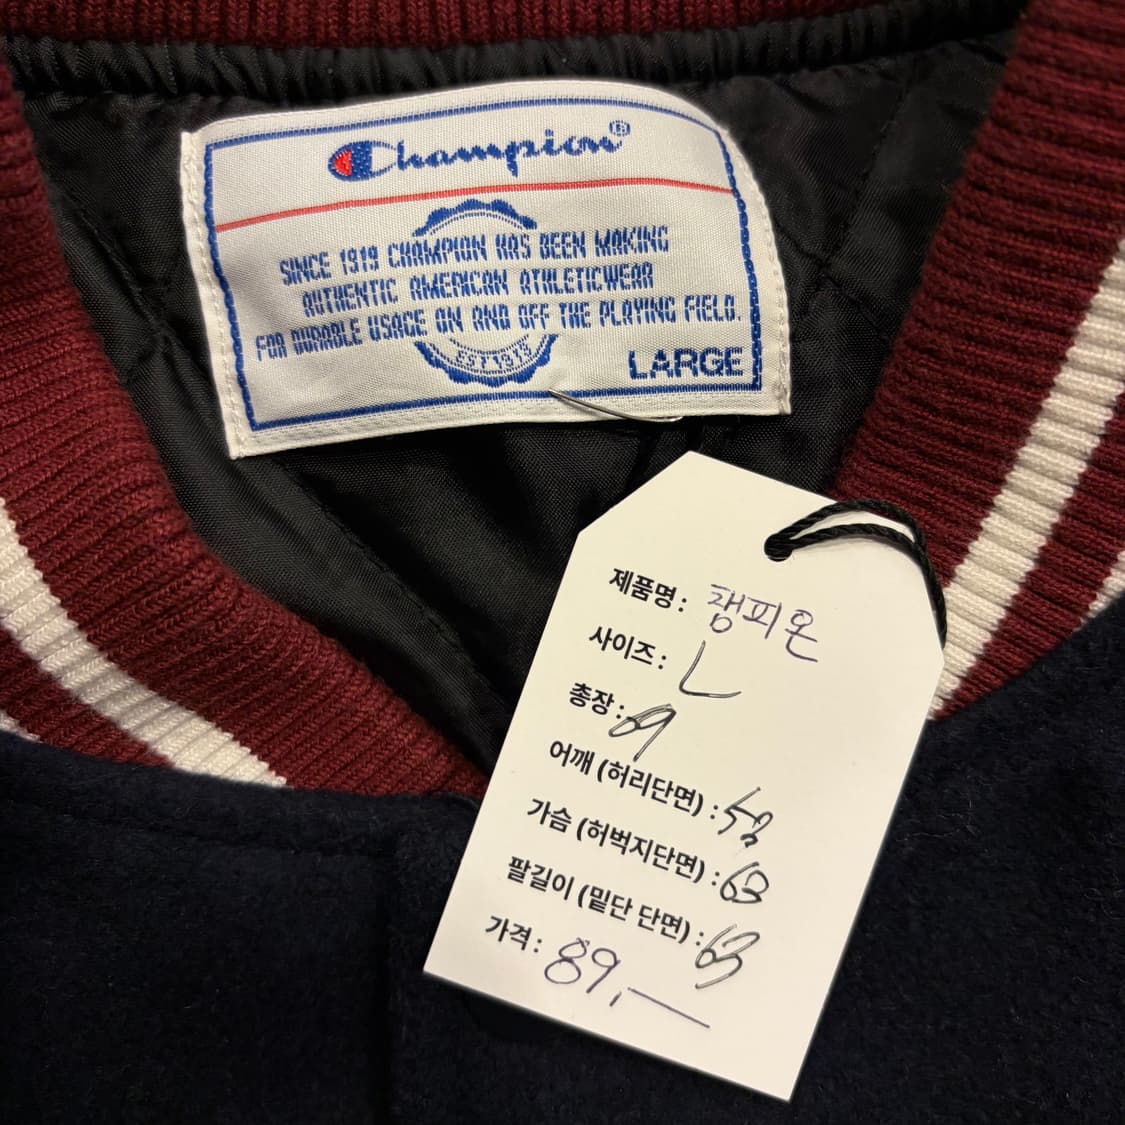 Champion®
SINCE 1919 CHAMPION HAS BEEN MAKING
AUTHENTIC AMERICAN ATHLETICWEAR
FOR DURABLE USAGE ON AND OFF THE PLAYING FIELD.
EST 1919
LARGE
제품명: 챔피온
사이즈: L
총장:
어깨 (허리단면) :
가슴 (허벅지단면) : 63
팔길이 (밑단 단면) : 63
가격: 89,—